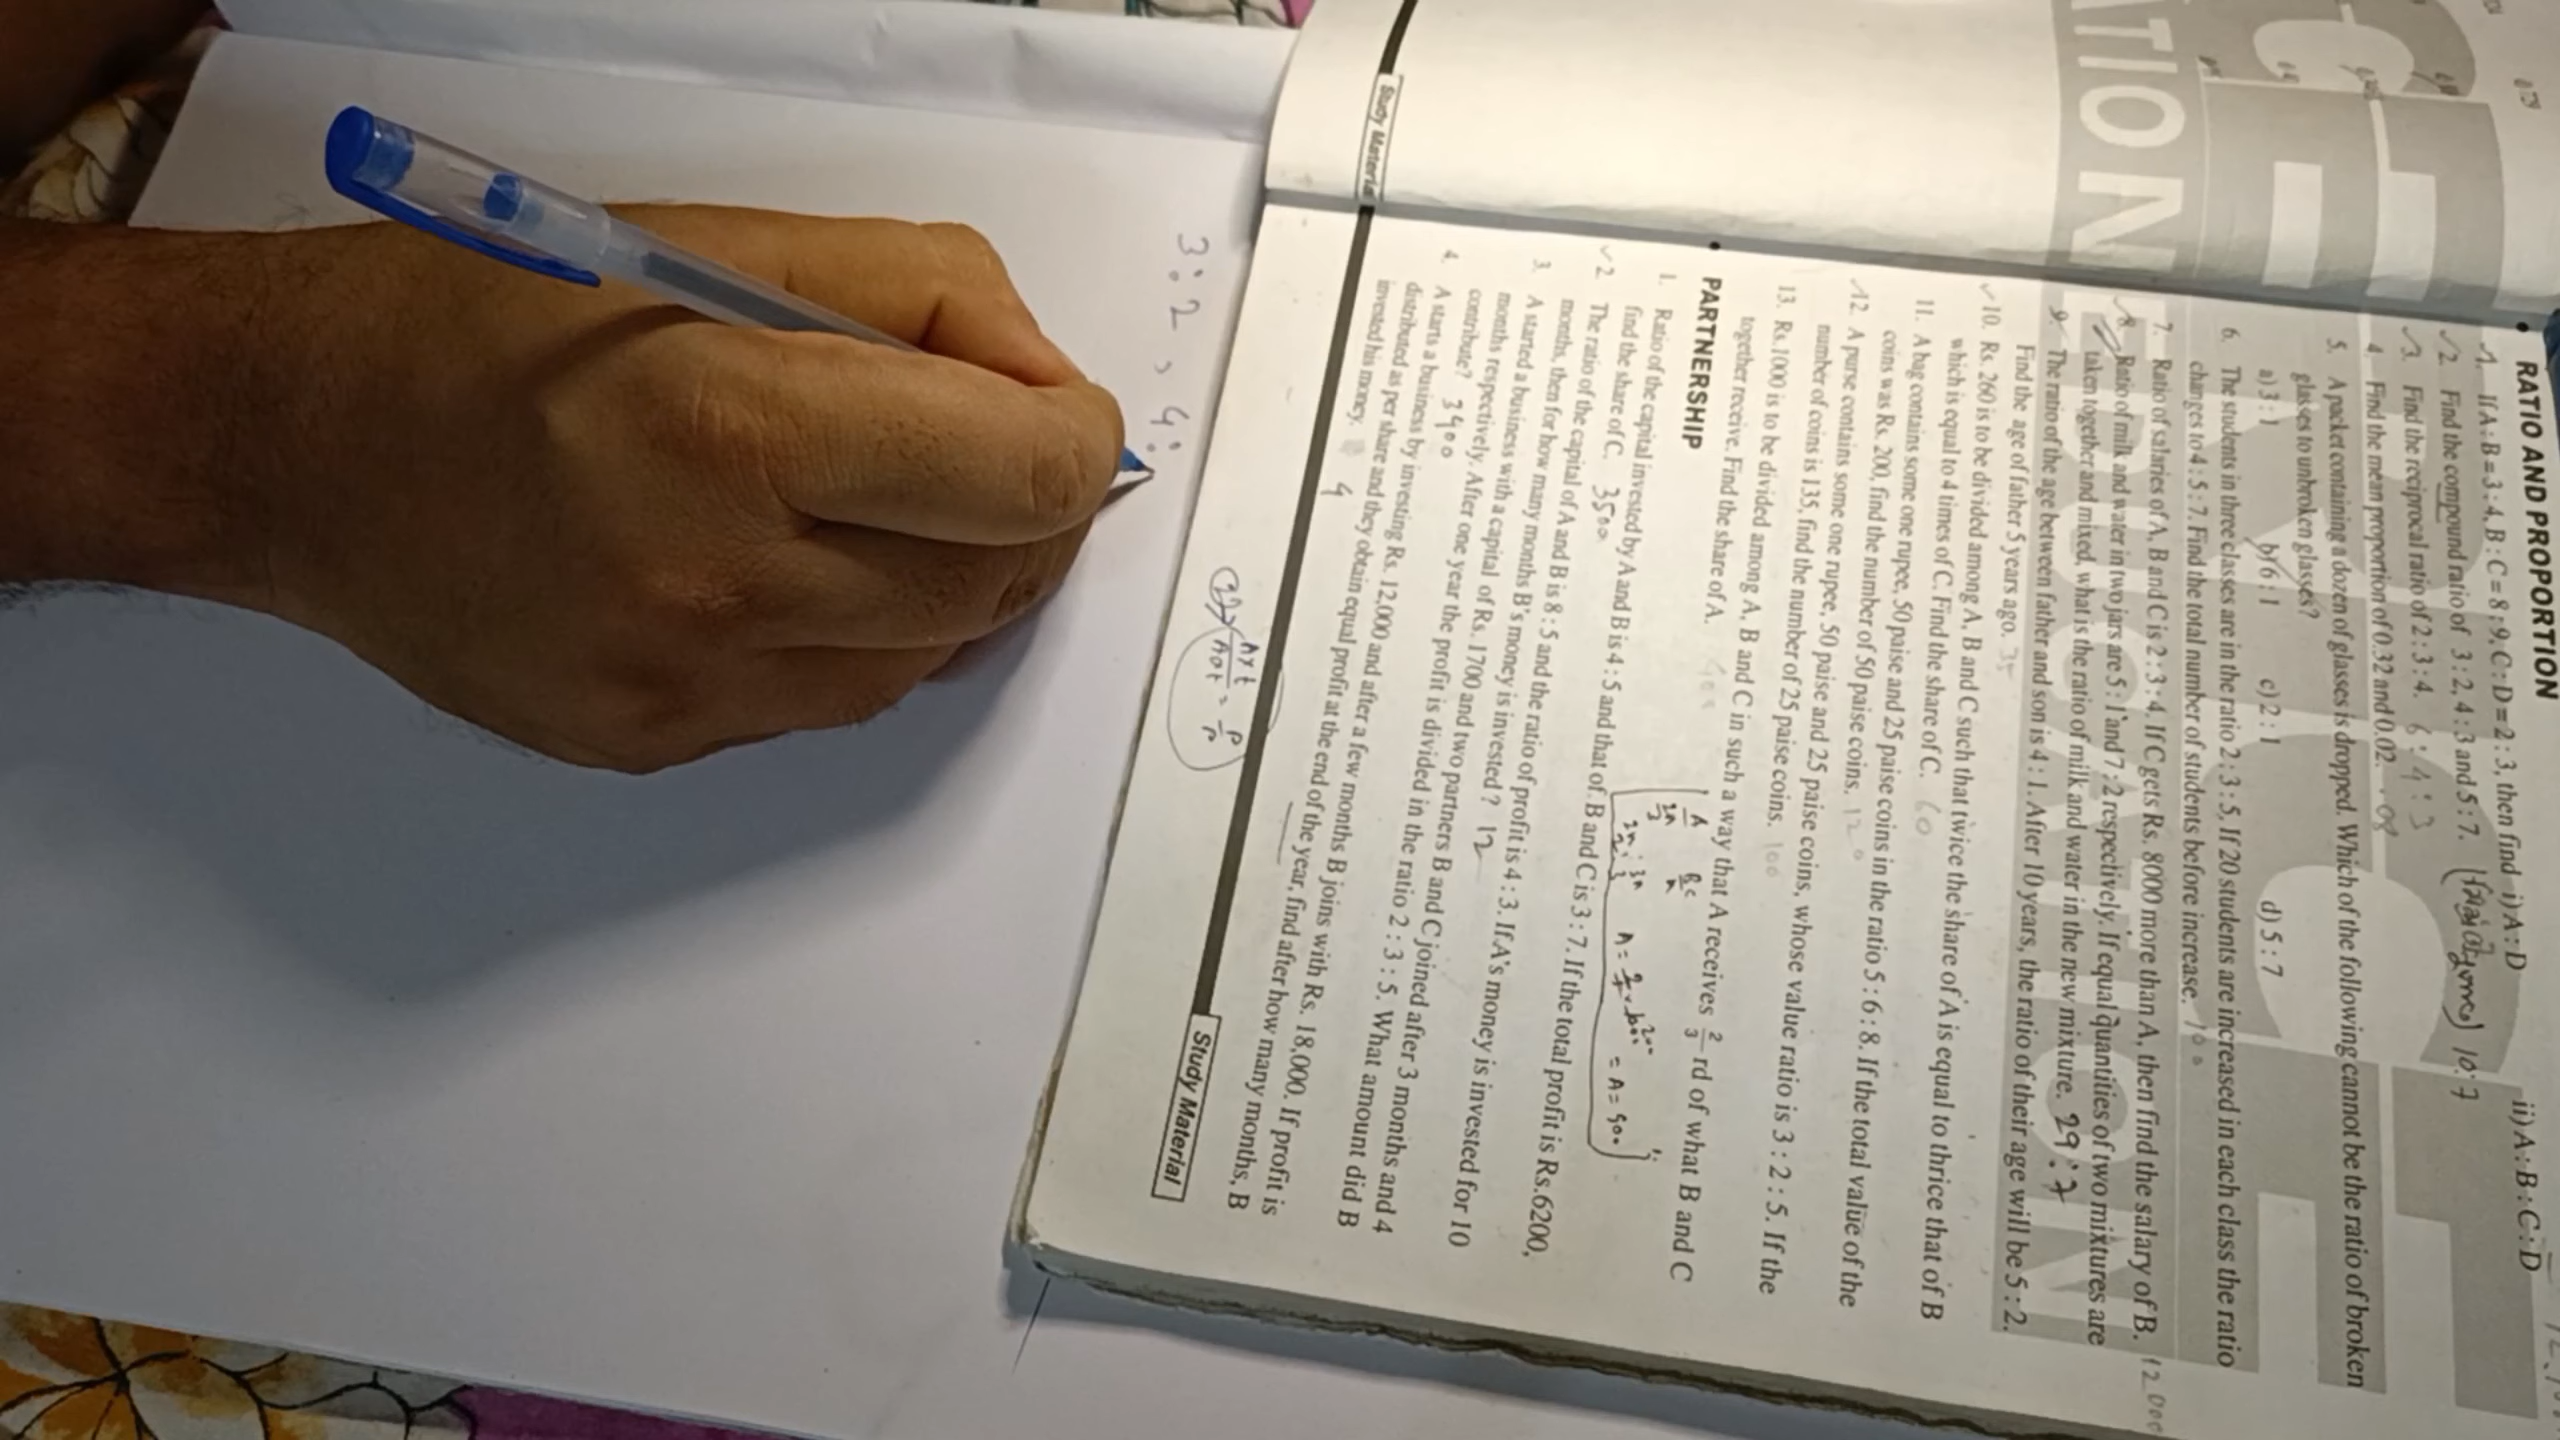 RATIO AND PROPORTION
1. If A : B = 3 : 4, B : C = 8 : 9, C : D = 2 : 3, then find i) A : D ii) A : B : C : D
2. Find the compound ratio of 3 : 2, 4 : 3 and 5 : 7. 10:7
3. Find the reciprocal ratio of 2 : 3 : 4. 6:4:3
4. Find the mean proportion of 0.32 and 0.02. .08
5. A packet containing a dozen of glasses is dropped. Which of the following cannot be the ratio of broken
glasses to unbroken glasses?
a) 3 : 1 b) 6 : 1 c) 2 : 1 d) 5 : 7
6. The students in three classes are in the ratio 2 : 3 : 5, If 20 students are increased in each class the ratio
changes to 4 : 5 : 7. Find the total number of students before increase. 100
7. Ratio of salaries of A, B and C is 2 : 3 : 4. If C gets Rs. 8000 more than A, then find the salary of B. 12000
8. Ratio of milk and water in two jars are 5 : 1 and 7 : 2 respectively. If equal quantities of two mixtures are
taken together and mixed, what is the ratio of milk and water in the new mixture. 29:7
9. The ratio of the age between father and son is 4 : 1. After 10 years, the ratio of their age will be 5 : 2.
Find the age of father 5 years ago. 35
10. Rs. 260 is to be divided among A, B and C such that twice the share of A is equal to thrice that of B
which is equal to 4 times of C. Find the share of C. 60
11. A bag contains some one rupee, 50 paise and 25 paise coins in the ratio 5 : 6 : 8. If the total value of the
coins was Rs. 200, find the number of 50 paise coins. 120
12. A purse contains some one rupee, 50 paise and 25 paise coins, whose value ratio is 3 : 2 : 5. If the
number of coins is 135, find the number of 25 paise coins. 100
13. Rs.1000 is to be divided among A, B and C in such a way that A receives 2/3 rd of what B and C
together receive. Find the share of A. 400
PARTNERSHIP
1. Ratio of the capital invested by A and B is 4 : 5 and that of. B and C is 3 : 7. If the total profit is Rs.6200,
find the share of C. 3500
2 The ratio of the capital of A and B is 8 : 5 and the ratio of profit is 4 : 3. If A's money is invested for 10
months, then for how many months B's money is invested? 12
3. A started a business with a capital of Rs. 1700 and two partners B and C joined after 3 months and 4
months respectively. After one year the profit is divided in the ratio 2 : 3 : 5. What amount did B
contribute? 3400
4. A starts a business by investing Rs. 12,000 and after a few months B joins with Rs. 18,000. If profit is
distributed as per share and they obtain equal profit at the end of the year, find after how many months, B
invested his money. 4
Study Material
Study Material
3:2, 4: